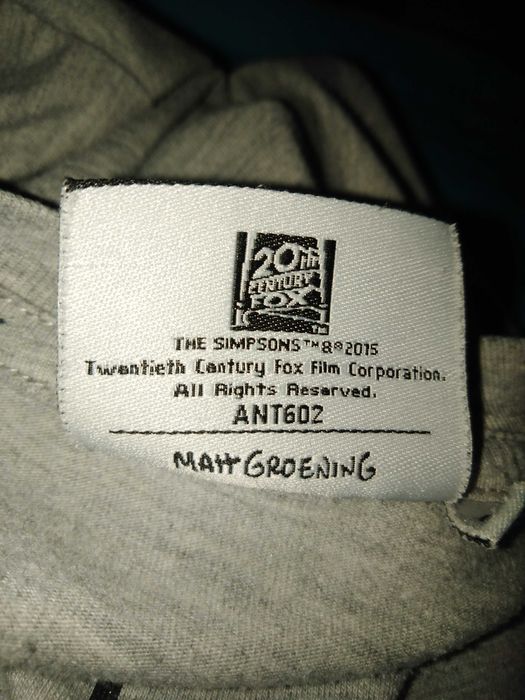 20th
CENTURY
FOX
TM
THE SIMPSONS™&©2015
Twentieth Century Fox Film Corporation.
All Rights Reserved.
ANT602
MATT GROENING